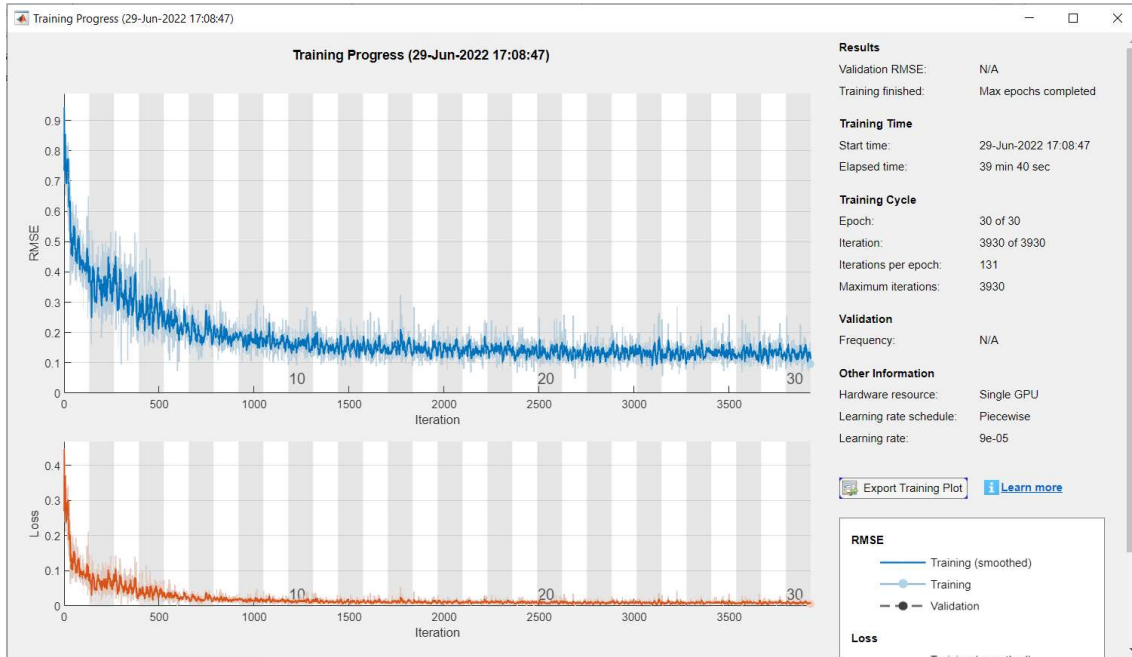 Training Progress (29-Jun-2022 17:08:47)
Training Progress (29-Jun-2022 17:08:47)
0.9
0.8
0.7
0.6
0.5
0.4
0.3
0.2
0.1
0
RMSE
10
20
30
0 500 1000 1500 2000 2500 3000 3500
Iteration
0.4
0.3
0.2
0.1
0
Loss
10
20
30
0 500 1000 1500 2000 2500 3000 3500
Iteration
Results
Validation RMSE: N/A
Training finished: Max epochs completed
Training Time
Start time: 29-Jun-2022 17:08:47
Elapsed time: 39 min 40 sec
Training Cycle
Epoch: 30 of 30
Iteration: 3930 of 3930
Iterations per epoch: 131
Maximum iterations: 3930
Validation
Frequency: N/A
Other Information
Hardware resource: Single GPU
Learning rate schedule: Piecewise
Learning rate: 9e-05
Export Training Plot
Learn more
RMSE
Training (smoothed)
Training
Validation
Loss